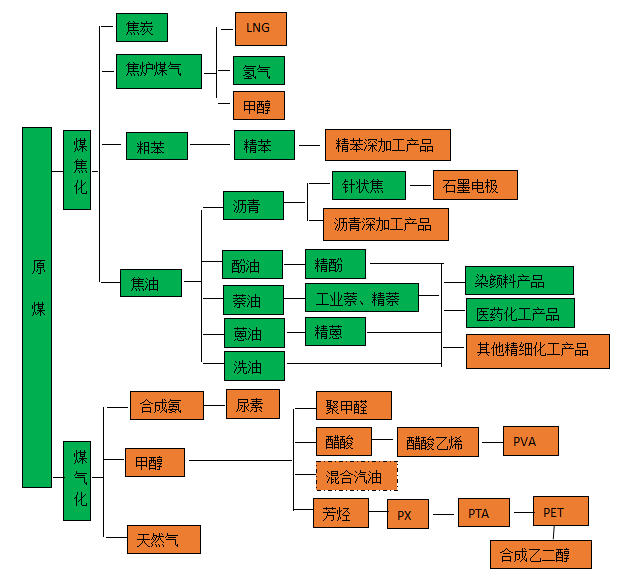 焦炭
LNG
焦炉煤气
氢气
甲醇
煤焦化
粗苯
精苯
精苯深加工产品
针状焦
石墨电极
沥青
沥青深加工产品
原煤
酚油
精酚
焦油
染颜料产品
萘油
工业萘、精萘
医药化工产品
蒽油
精蒽
其他精细化工产品
洗油
合成氨
尿素
聚甲醛
醋酸
醋酸乙烯
PVA
煤气化
甲醇
混合汽油
芳烃
PX
PTA
PET
天然气
合成乙二醇